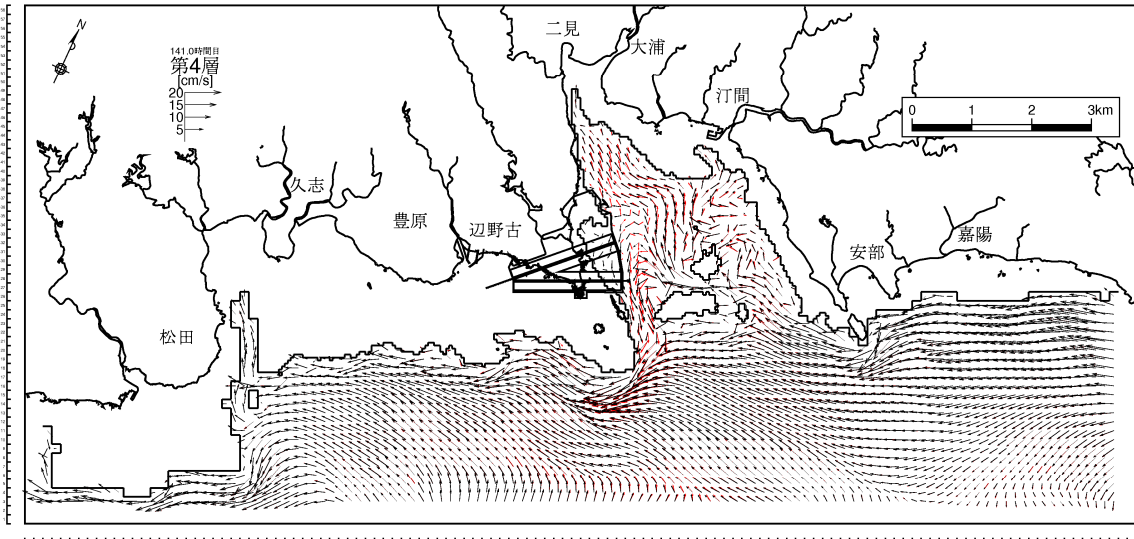 N
141.0時間目
第4層
[cm/s]
20
15
10
5
二見
大浦
汀間
0 1 2 3km
久志
豊原
辺野古
安部
嘉陽
松田